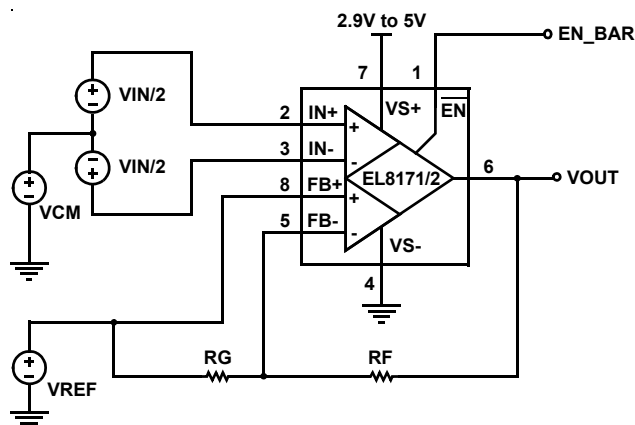 2.9V to 5V
EN_BAR
7
1
VIN/2
2
IN+
VS+
EN
+
-
+
3
IN-
-
6
VIN/2
EL8171/2
VOUT
8
FB+
+
VCM
5
FB-
-
VS-
4
RG
RF
VREF